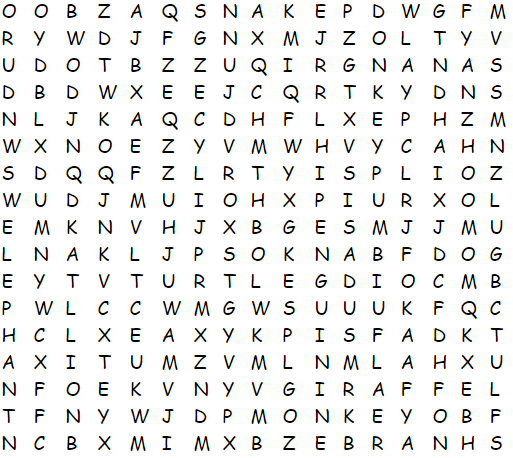 O O B Z A Q S N A K E P D W G F M
R Y W D J F G N X M J Z O L T Y V
U D O T B Z Z U Q I R G N A N A S
D B D W X E E J C Q R T K Y D N S
N L J K A Q C D H F L X E P H Z M
W X N O E Z Y V M W H V Y C A H N
S D Q Q F Z L R T Y I S P L I O Z
W U D J M U I O H X P I U R X O L
E M K N V H J X B G E S M J J M U
L N A K L J P S O K N A B F D O G
E Y T V T U R T L E G D I O C M B
P W L C C W M G W S U U U K F Q C
H C L X E A X Y K P I S F A D K T
A X I T U M Z V M L N M L A H X U
N F O E K V N Y V G I R A F F E L
T F N Y W J D P M O N K E Y O B F
N C B X M I M X B Z E B R A N H S